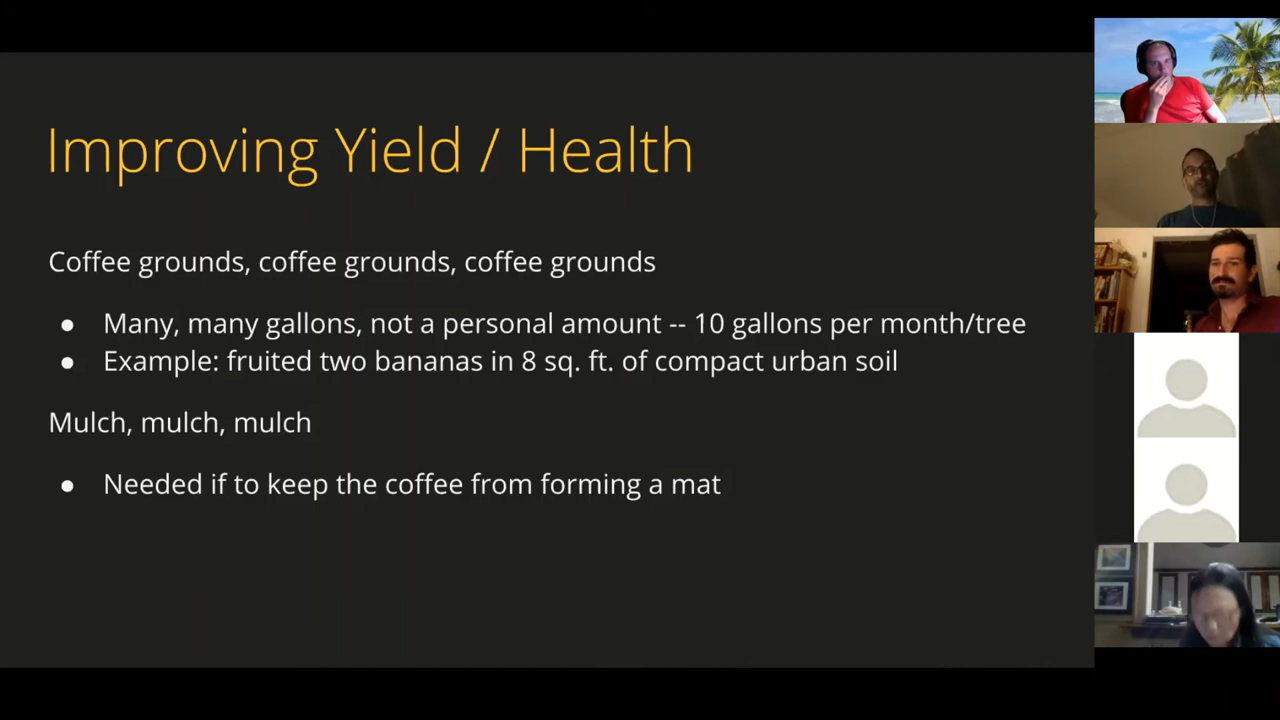 Improving Yield / Health
Coffee grounds, coffee grounds, coffee grounds
● Many, many gallons, not a personal amount -- 10 gallons per month/tree
● Example: fruited two bananas in 8 sq. ft. of compact urban soil
Mulch, mulch, mulch
● Needed if to keep the coffee from forming a mat